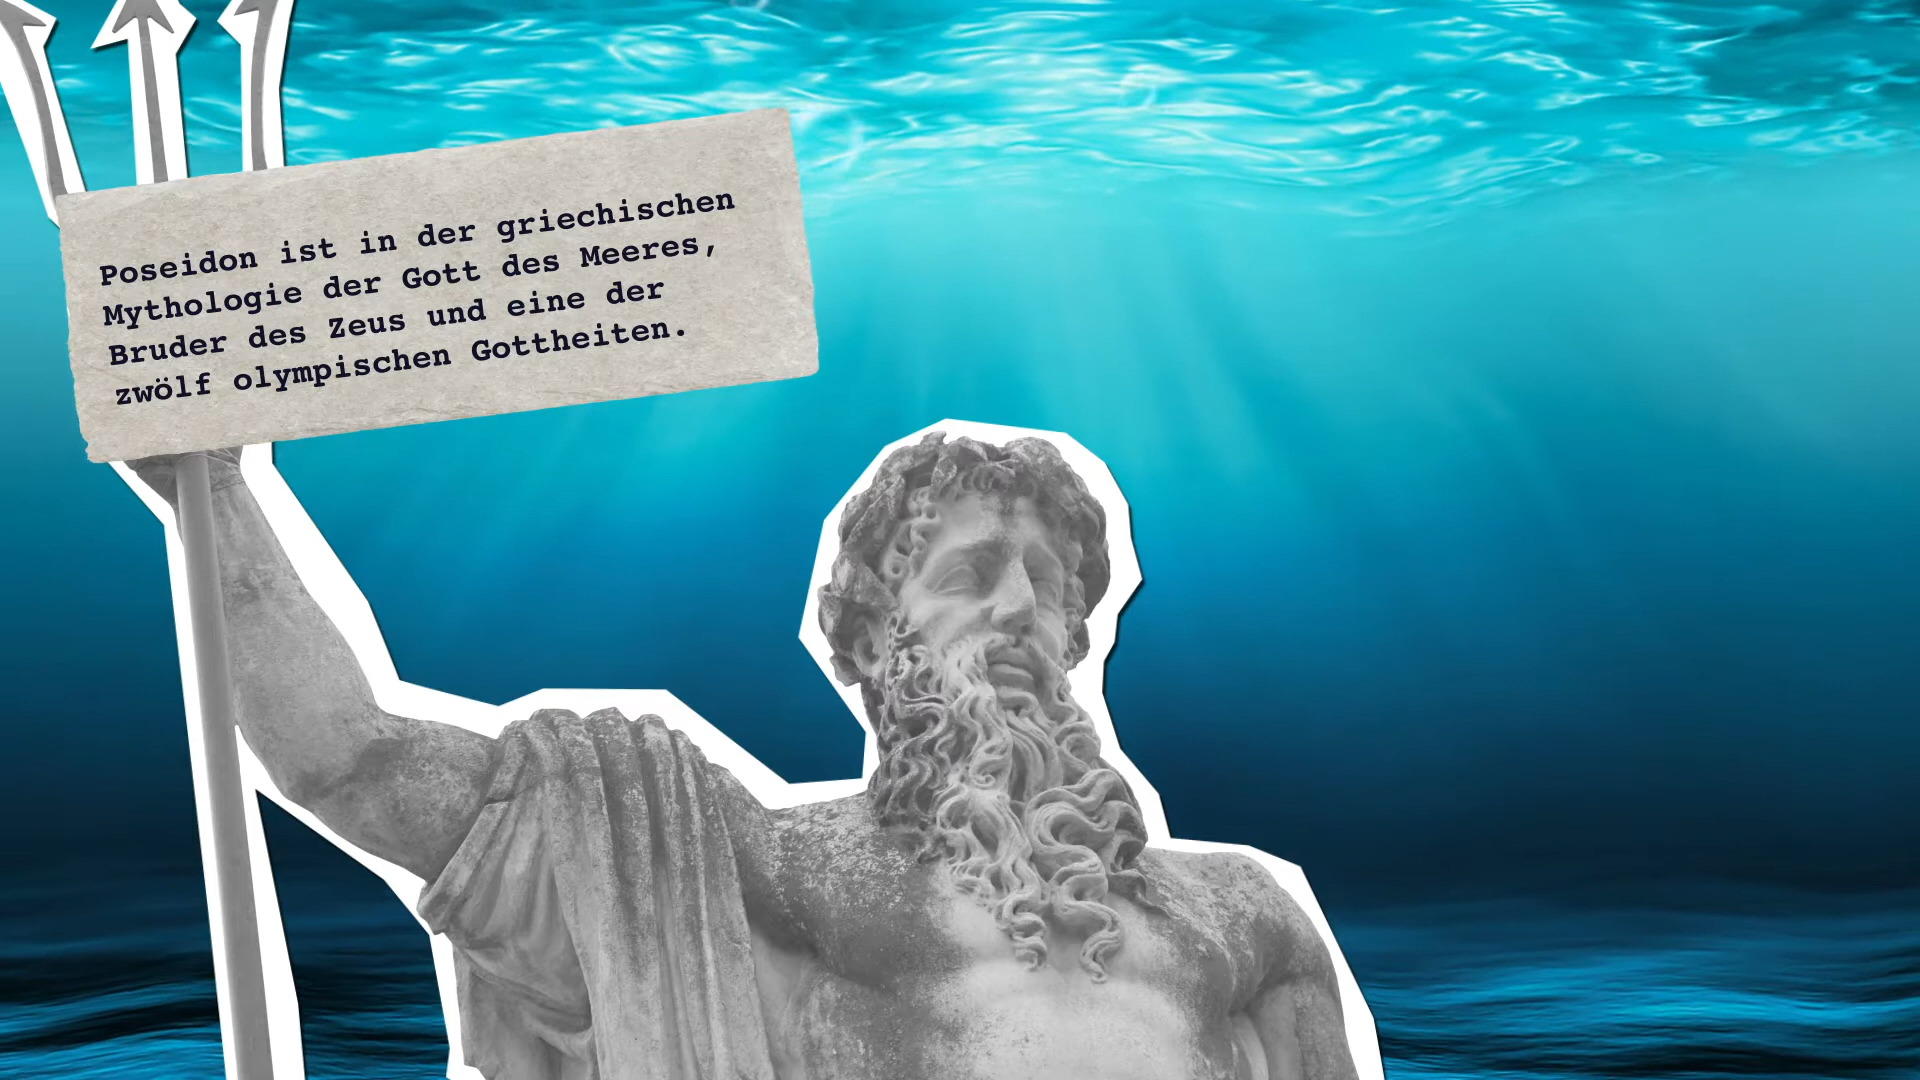 Poseidon ist in der griechischen
Mythologie der Gott des Meeres,
Bruder des Zeus und eine der
zwölf olympischen Gottheiten.